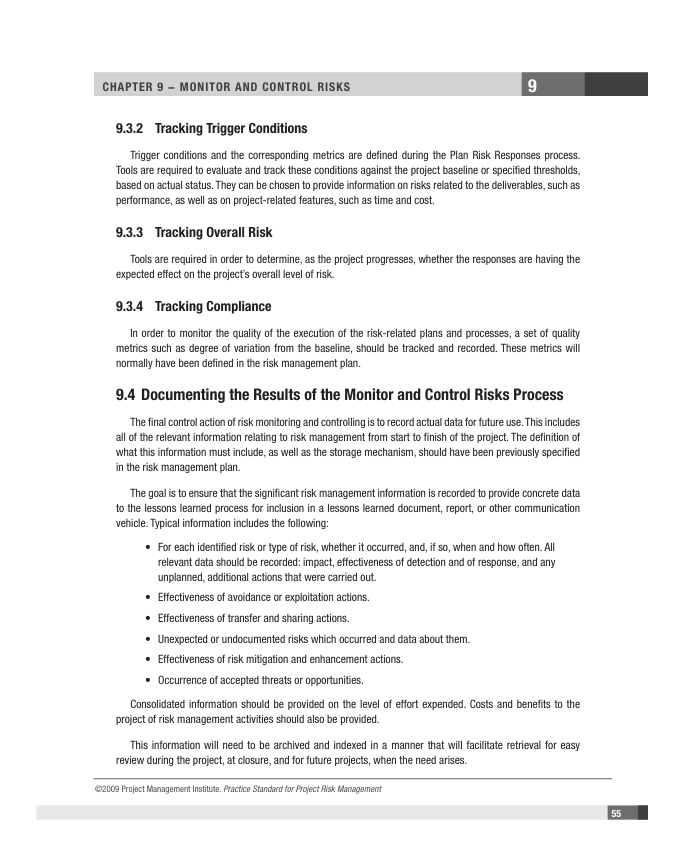 CHAPTER 9 – MONITOR AND CONTROL RISKS
9
9.3.2 Tracking Trigger Conditions
Trigger conditions and the corresponding metrics are defined during the Plan Risk Responses process.
Tools are required to evaluate and track these conditions against the project baseline or specified thresholds,
based on actual status. They can be chosen to provide information on risks related to the deliverables, such as
performance, as well as on project-related features, such as time and cost.
9.3.3 Tracking Overall Risk
Tools are required in order to determine, as the project progresses, whether the responses are having the
expected effect on the project's overall level of risk.
9.3.4 Tracking Compliance
In order to monitor the quality of the execution of the risk-related plans and processes, a set of quality
metrics such as degree of variation from the baseline, should be tracked and recorded. These metrics will
normally have been defined in the risk management plan.
9.4 Documenting the Results of the Monitor and Control Risks Process
The final control action of risk monitoring and controlling is to record actual data for future use. This includes
all of the relevant information relating to risk management from start to finish of the project. The definition of
what this information must include, as well as the storage mechanism, should have been previously specified
in the risk management plan.
The goal is to ensure that the significant risk management information is recorded to provide concrete data
to the lessons learned process for inclusion in a lessons learned document, report, or other communication
vehicle. Typical information includes the following:
• For each identified risk or type of risk, whether it occurred, and, if so, when and how often. All
relevant data should be recorded: impact, effectiveness of detection and of response, and any
unplanned, additional actions that were carried out.
• Effectiveness of avoidance or exploitation actions.
• Effectiveness of transfer and sharing actions.
• Unexpected or undocumented risks which occurred and data about them.
• Effectiveness of risk mitigation and enhancement actions.
• Occurrence of accepted threats or opportunities.
Consolidated information should be provided on the level of effort expended. Costs and benefits to the
project of risk management activities should also be provided.
This information will need to be archived and indexed in a manner that will facilitate retrieval for easy
review during the project, at closure, and for future projects, when the need arises.
©2009 Project Management Institute. Practice Standard for Project Risk Management
55